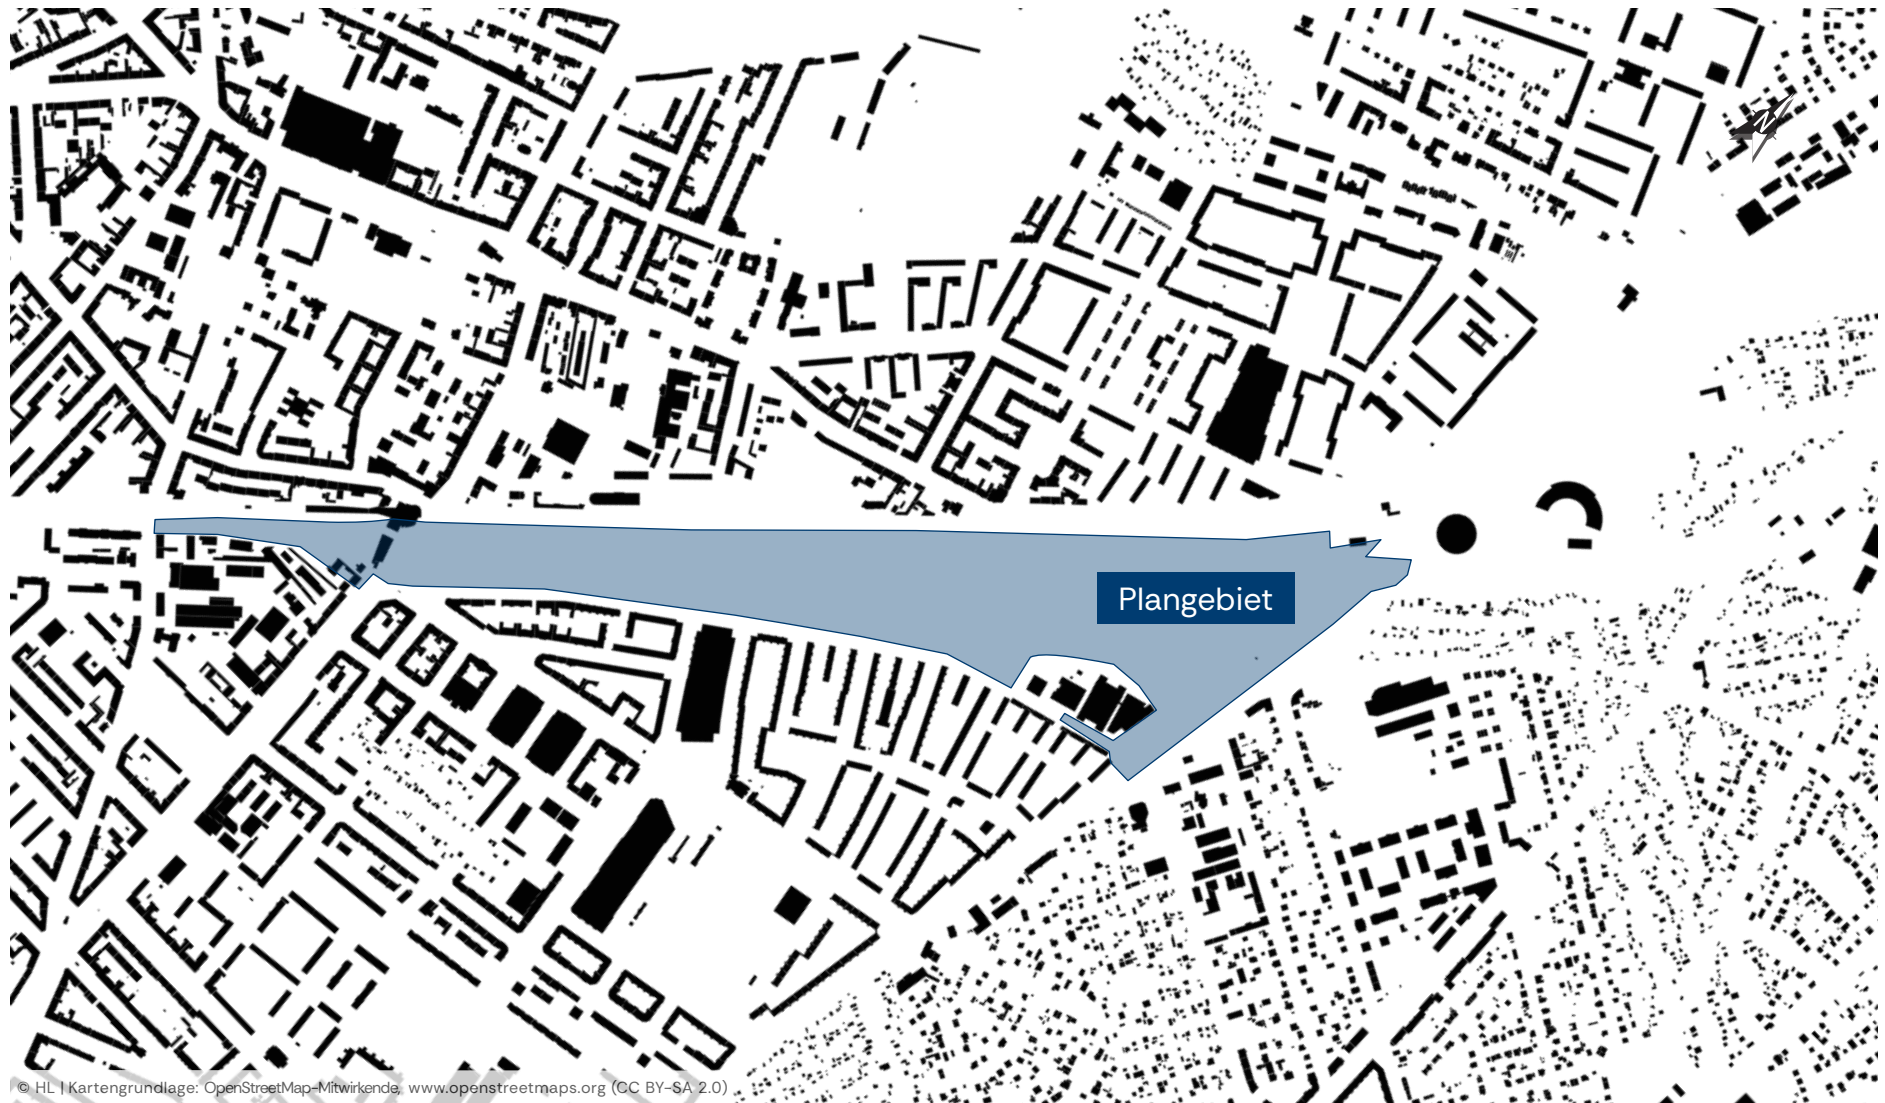 N
Plangebiet
© HL | Kartengrundlage: OpenStreetMap-Mitwirkende, www.openstreetmaps.org (CC BY-SA 2.0)